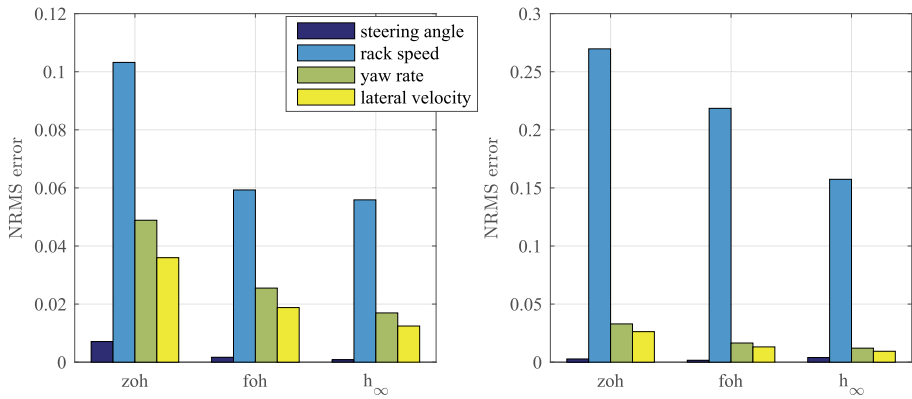 NRMS error
0.12
0.1
0.08
0.06
0.04
0.02
0
zoh
foh
h∞
steering angle
rack speed
yaw rate
lateral velocity
NRMS error
0.3
0.25
0.2
0.15
0.1
0.05
0
zoh
foh
h∞